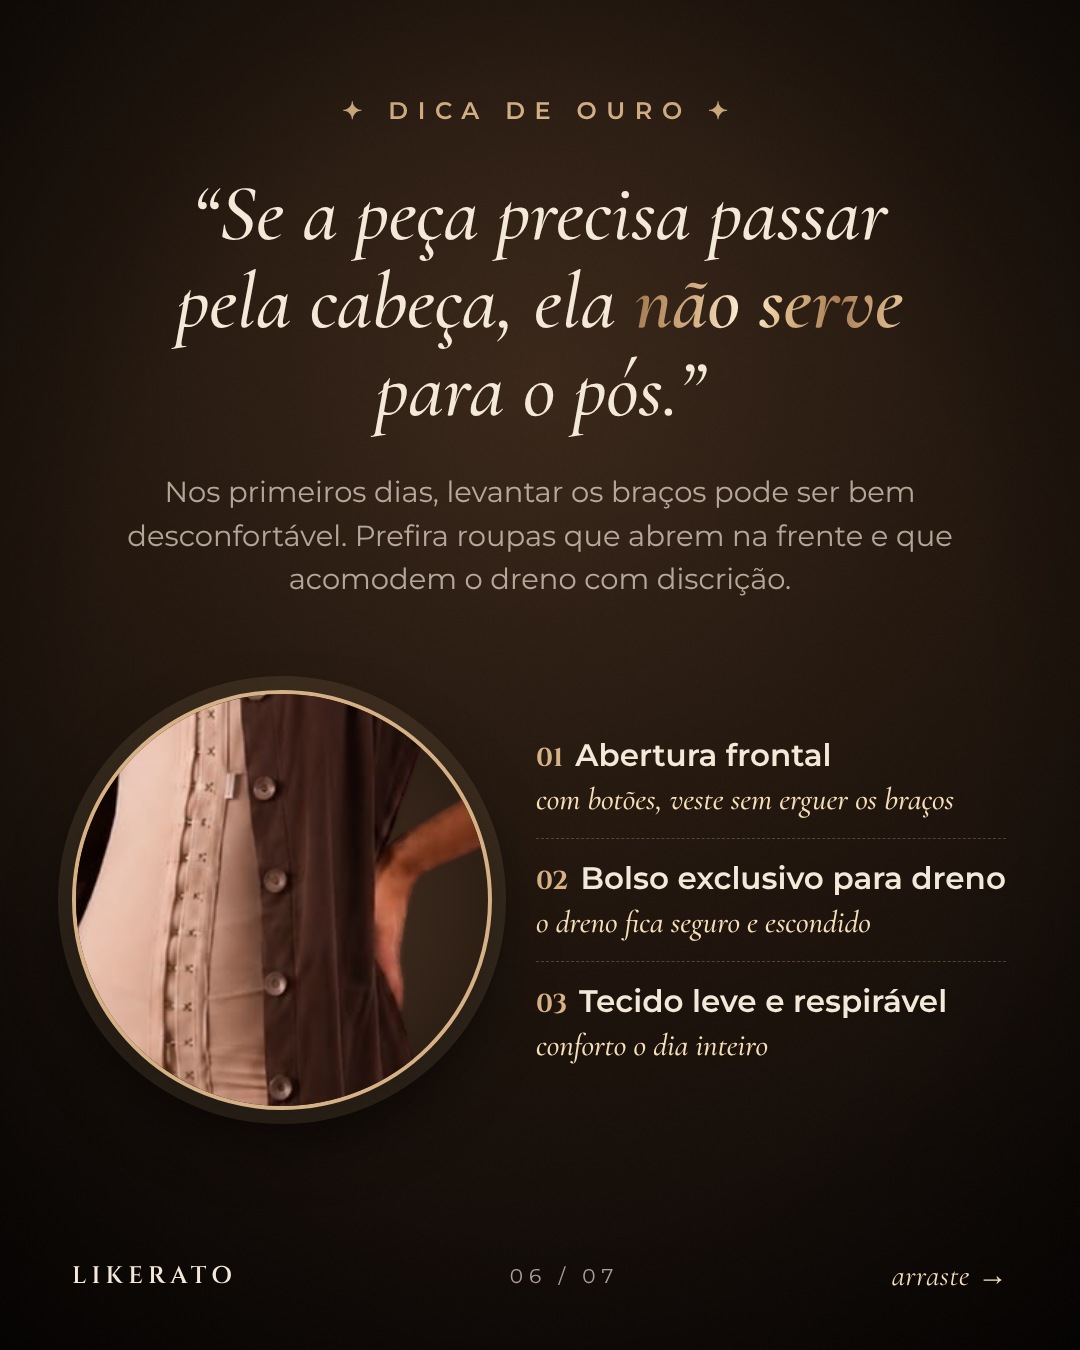 ✦ DICA DE OURO ✦
“Se a peça precisa passar
pela cabeça, ela não serve
para o pós.”
Nos primeiros dias, levantar os braços pode ser bem
desconfortável. Prefira roupas que abrem na frente e que
acomodem o dreno com discrição.
01 Abertura frontal
com botões, veste sem erguer os braços
02 Bolso exclusivo para dreno
o dreno fica seguro e escondido
03 Tecido leve e respirável
conforto o dia inteiro
LIKERATO
06 / 07
arraste →